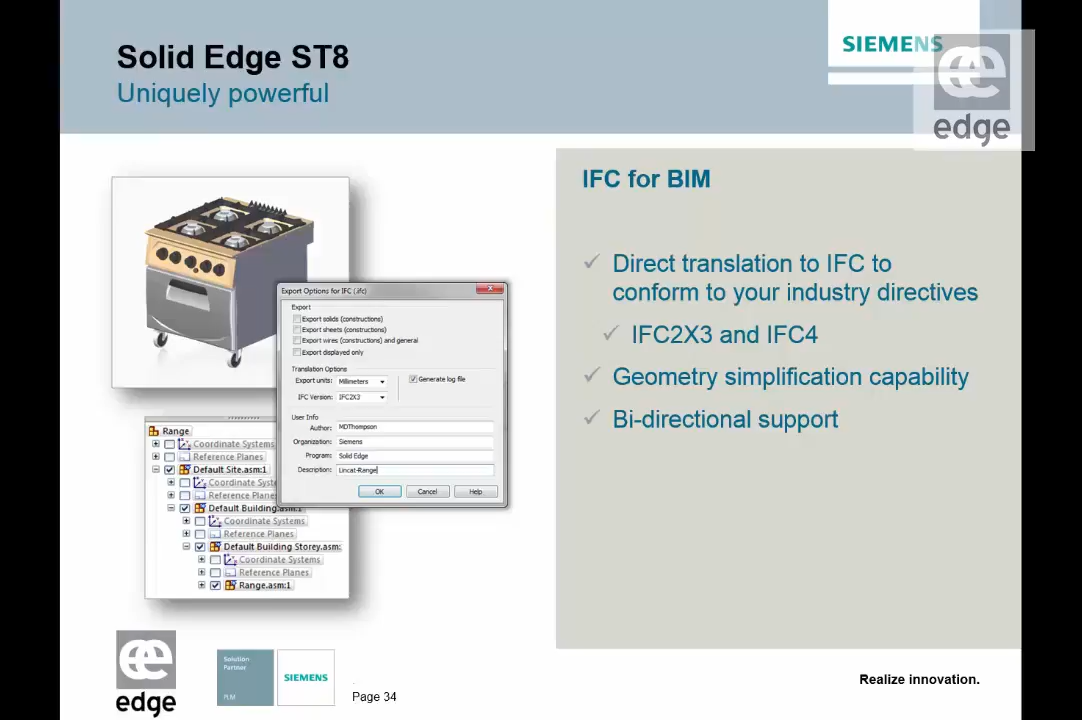 Solid Edge ST8
Uniquely powerful
SIEMENS
edge
IFC for BIM
Direct translation to IFC to
conform to your industry directives
IFC2X3 and IFC4
Geometry simplification capability
Bi-directional support
Export Options for IFC (.ifc)
Export
Export solids (constructions)
Export sheets (constructions)
Export wires (constructions) and general
Export displayed only
Translation Options
Export units: Millimeters
Generate log file
IFC Version: IFC2X3
User Info
Author: MDThompson
Organization: Siemens
Program: Solid Edge
Description: Lincat-Range
OK Cancel Help
Range
Coordinate Systems
Reference Planes
Default Site.asm:1
Coordinate Syste
Reference Planes
Default Building.asm:1
Coordinate Systems
Reference Planes
Default Building Storey.asm:
Coordinate Systems
Reference Planes
Range.asm:1
edge
Solution
Partner
PLM
SIEMENS
Page 34
Realize innovation.